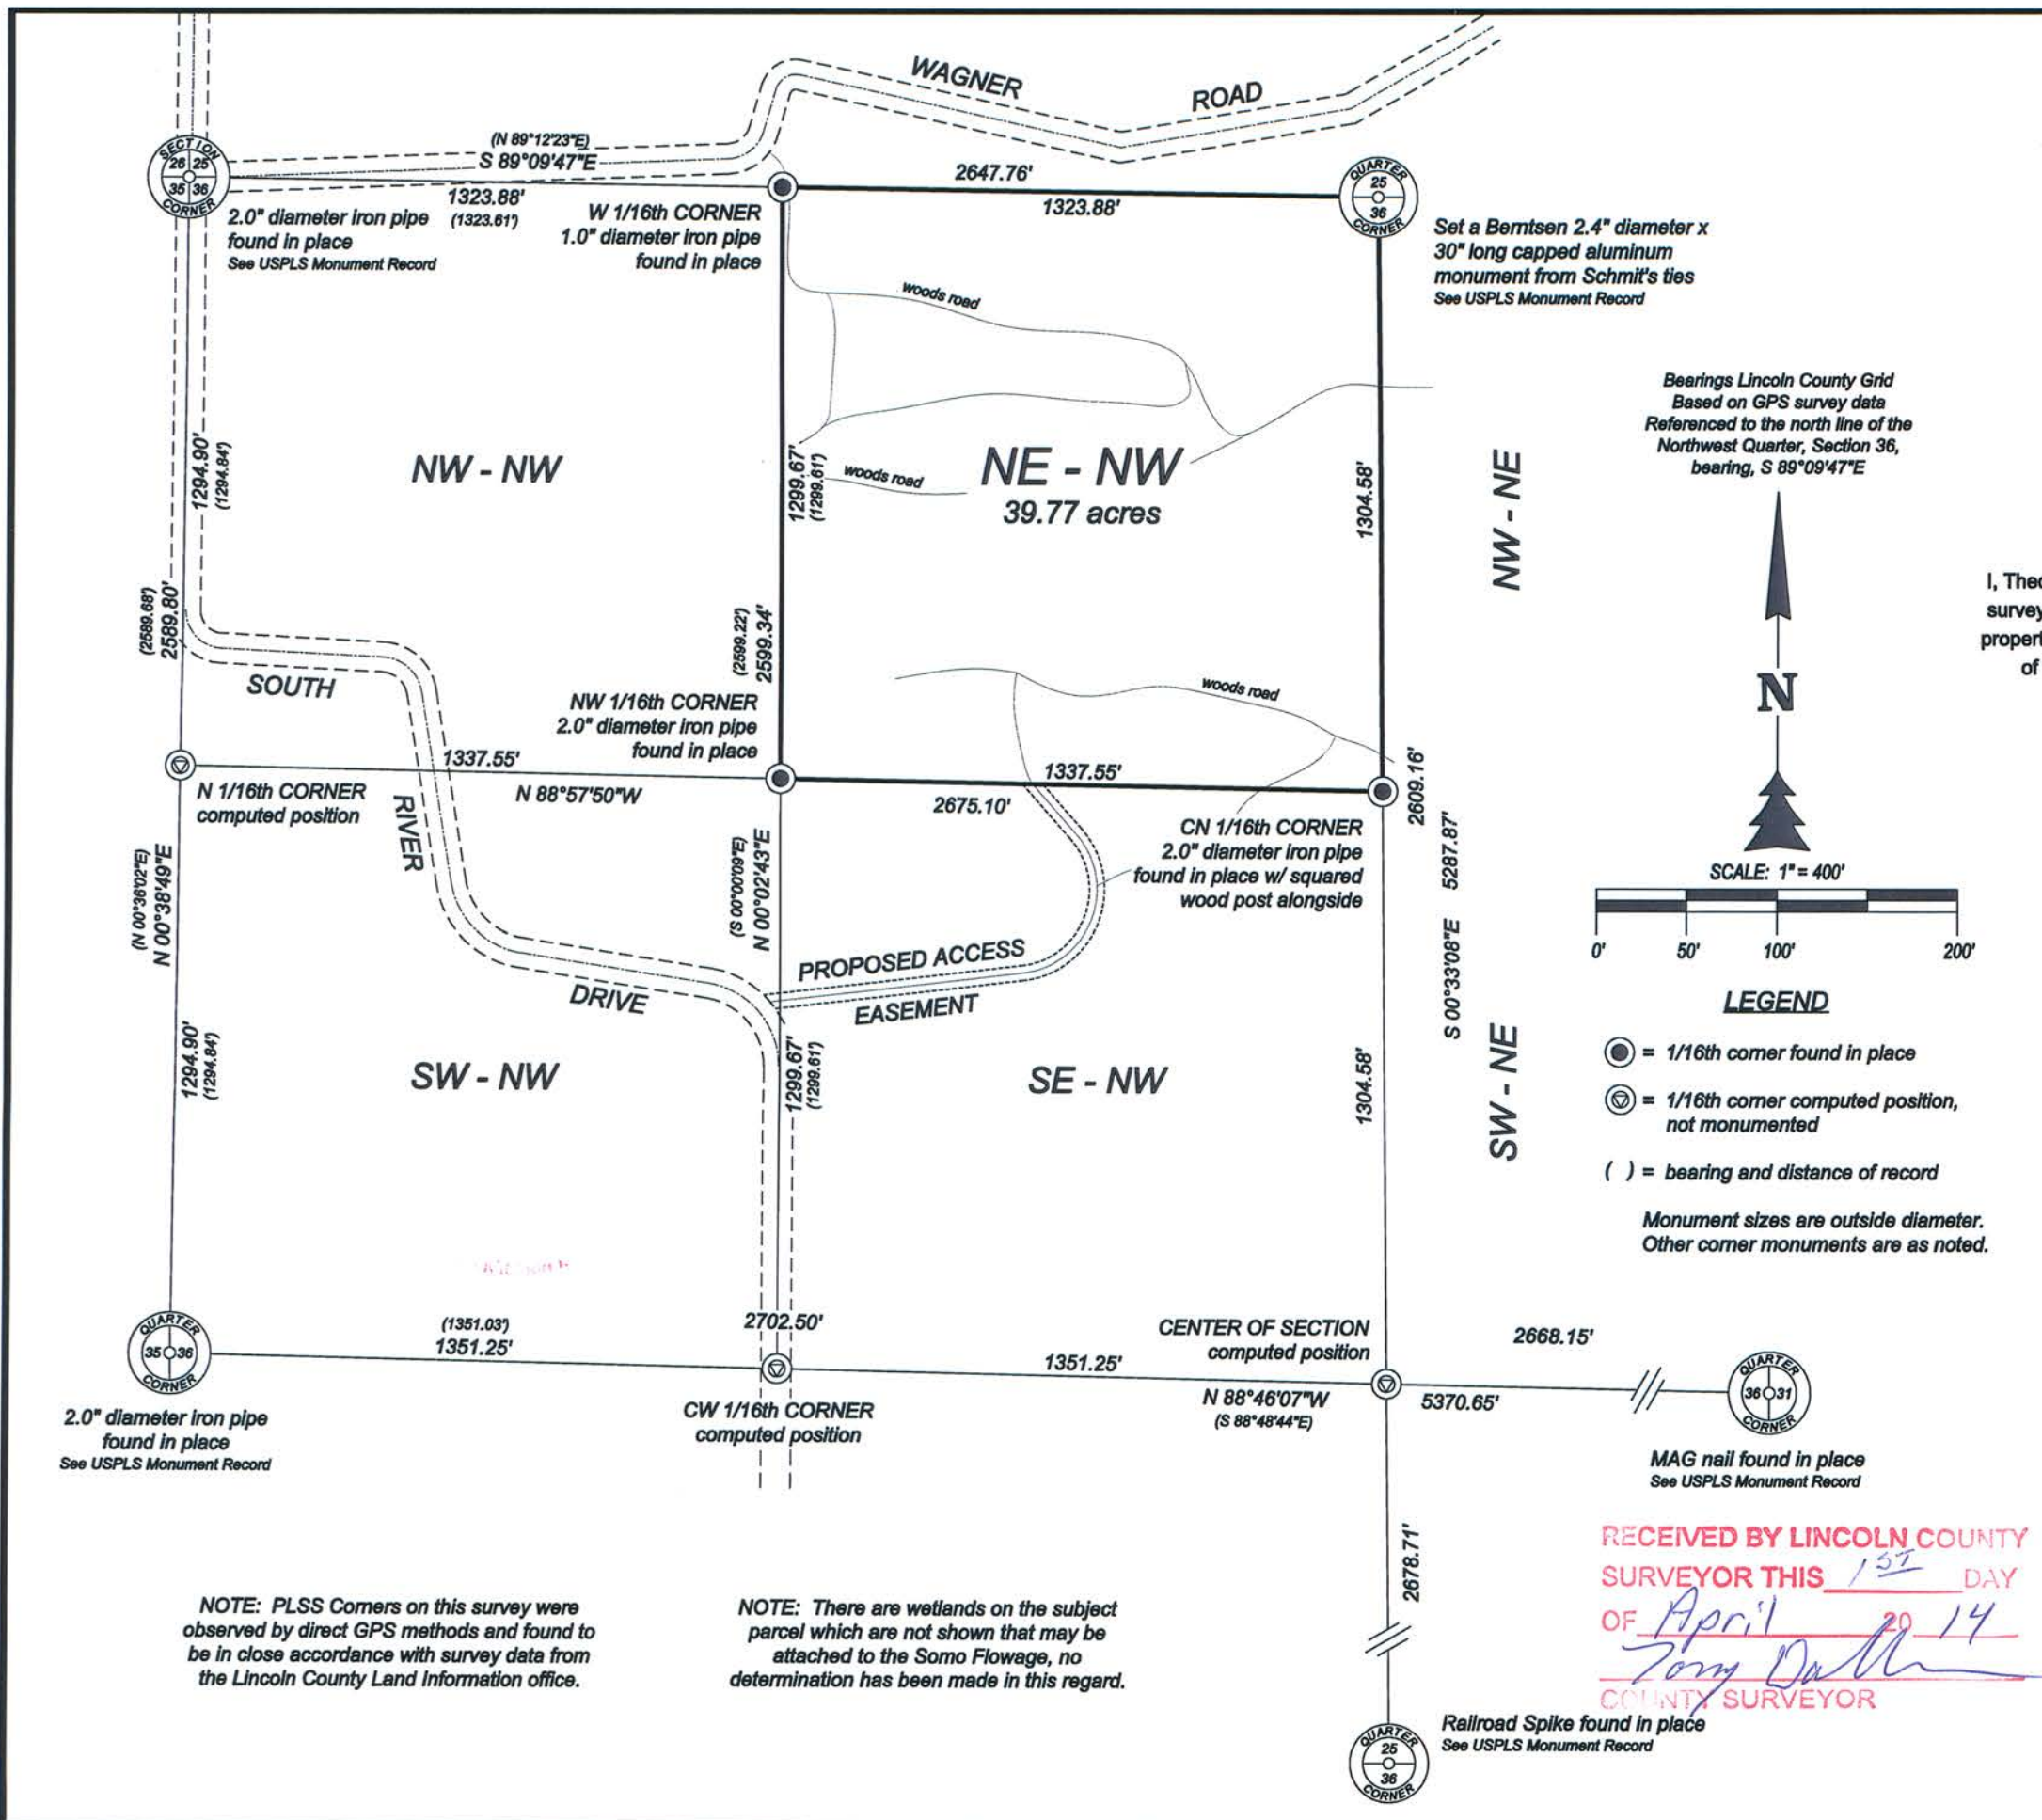 WAGNER
ROAD
SECTION
26 25
35 36
CORNER
(N 89°12'23"E)
S 89°09'47"E
1323.88'
(1323.61')
2.0" diameter iron pipe
found in place
See USPLS Monument Record
W 1/16th CORNER
1.0" diameter iron pipe
found in place
2647.76'
1323.88'
QUARTER
25
36
CORNER
Set a Berntsen 2.4" diameter x
30" long capped aluminum
monument from Schmit's ties
See USPLS Monument Record
woods road
Bearings Lincoln County Grid
Based on GPS survey data
Referenced to the north line of the
Northwest Quarter, Section 36,
bearing, S 89°09'47"E
1294.90'
(1294.84')
NW - NW
1299.67'
(1299.61')
woods road
NE - NW
39.77 acres
1304.58'
NW - NE
I, Theo
survey
propert
of
(2589.68')
2589.80'
SOUTH
(2599.22')
2599.34'
NW 1/16th CORNER
2.0" diameter iron pipe
found in place
woods road
N
1337.55'
N 88°57'50"W
N 1/16th CORNER
computed position
RIVER
1337.55'
2675.10'
CN 1/16th CORNER
2.0" diameter iron pipe
found in place w/ squared
wood post alongside
2609.16'
S 00°33'08"E 5287.87'
SCALE: 1" = 400'
0' 50' 100' 200'
(N 00°36'02"E)
N 00°38'49"E
(S 00°00'09"E)
N 00°02'43"E
PROPOSED ACCESS
EASEMENT
DRIVE
LEGEND
= 1/16th corner found in place
= 1/16th corner computed position,
not monumented
( ) = bearing and distance of record
Monument sizes are outside diameter.
Other corner monuments are as noted.
1294.90'
(1294.84')
SW - NW
1299.67'
(1299.61')
SE - NW
1304.58'
SW - NE
QUARTER
35 36
CORNER
(1351.03')
1351.25'
2702.50'
1351.25'
CENTER OF SECTION
computed position
2668.15'
N 88°46'07"W
(S 88°48'44"E)
5370.65'
QUARTER
36 31
CORNER
2.0" diameter iron pipe
found in place
See USPLS Monument Record
CW 1/16th CORNER
computed position
MAG nail found in place
See USPLS Monument Record
2678.71'
RECEIVED BY LINCOLN COUNTY
SURVEYOR THIS 1ST DAY
OF April 20 14
Tony
COUNTY SURVEYOR
NOTE: PLSS Corners on this survey were
observed by direct GPS methods and found to
be in close accordance with survey data from
the Lincoln County Land Information office.
NOTE: There are wetlands on the subject
parcel which are not shown that may be
attached to the Somo Flowage, no
determination has been made in this regard.
QUARTER
25
36
CORNER
Railroad Spike found in place
See USPLS Monument Record